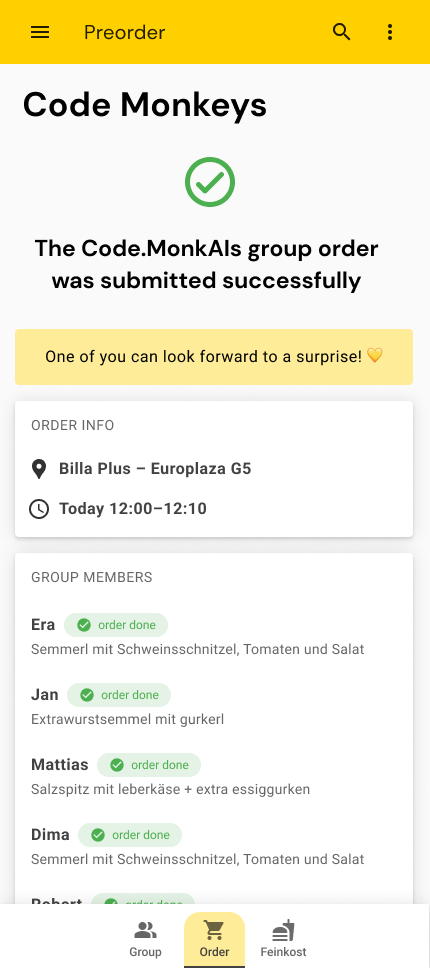 Preorder
Code Monkeys
The Code.MonkAIs group order
was submitted successfully
One of you can look forward to a surprise! 💛
ORDER INFO
Billa Plus – Europlaza G5
Today 12:00–12:10
GROUP MEMBERS
Era order done
Semmerl mit Schweinsschnitzel, Tomaten und Salat
Jan order done
Extrawurstsemmel mit gurkerl
Mattias order done
Salzspitz mit leberkäse + extra essiggurken
Dima order done
Semmerl mit Schweinsschnitzel, Tomaten und Salat
Robert order done
Group Order Feinkost